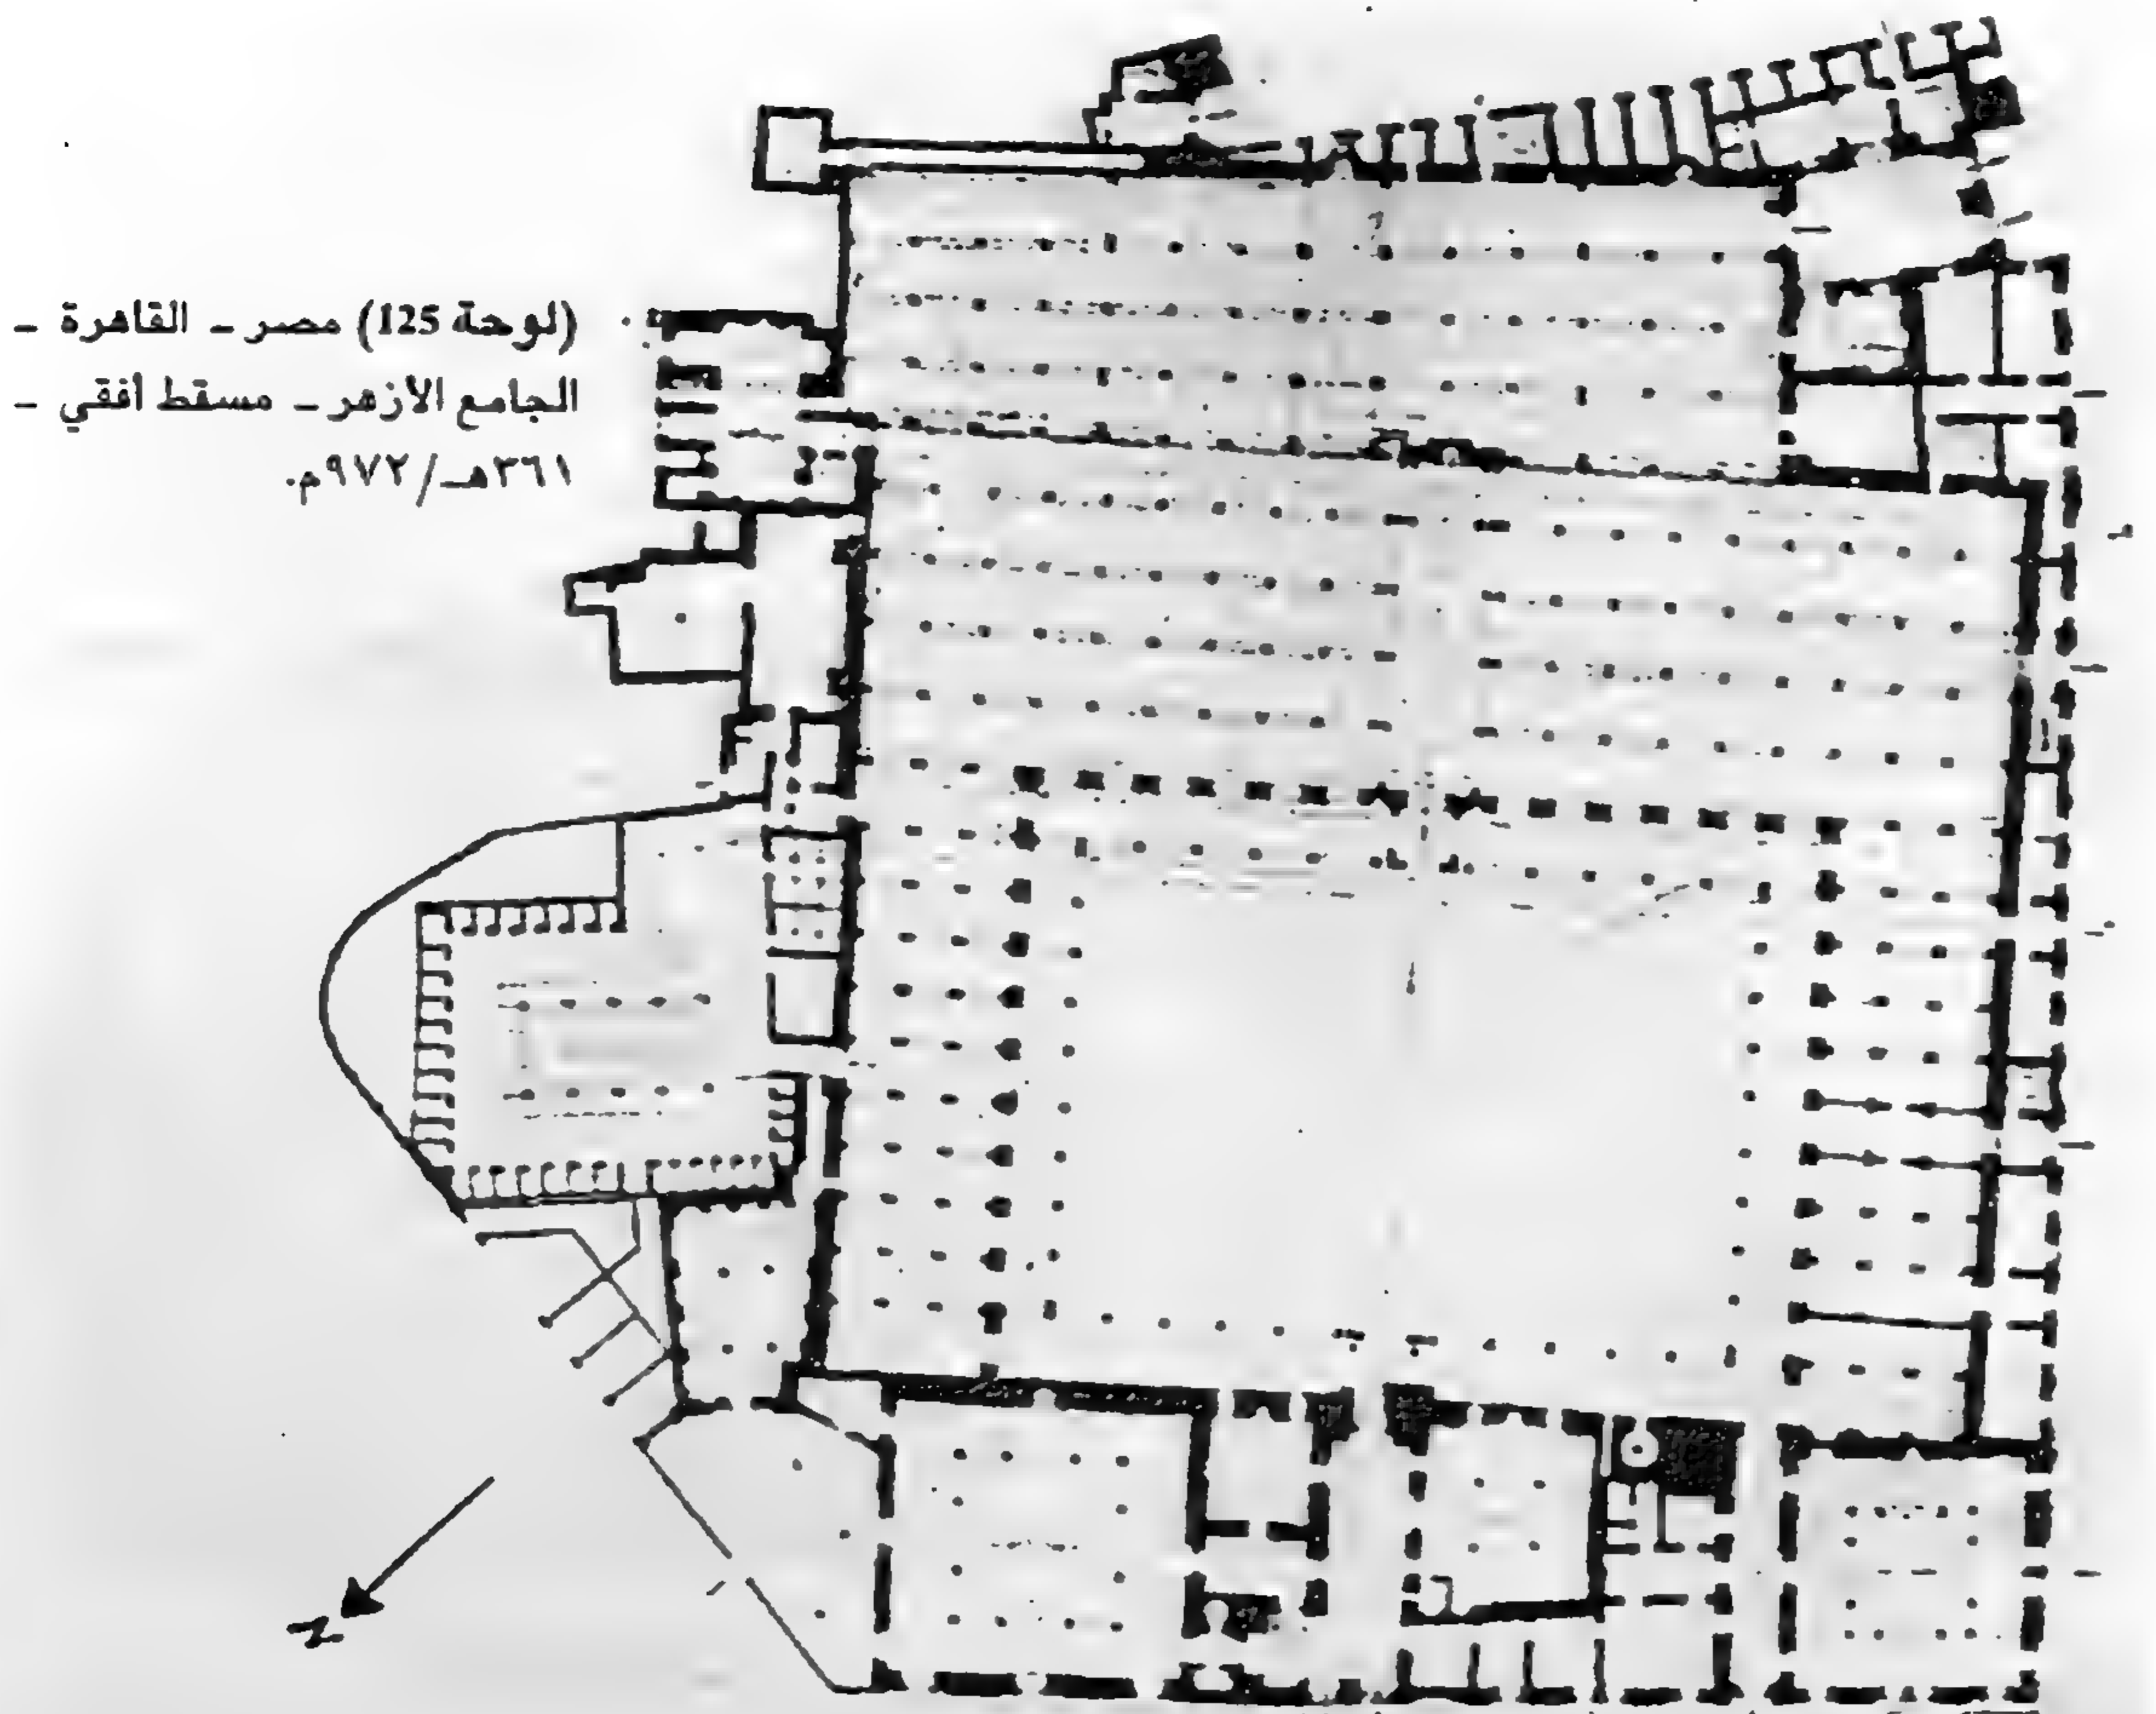 (لوحة 125) مصر - القاهرة -
الجامع الأزهر - مسقط أفقي -
٣٦١هـ/٩٧٢م.
N